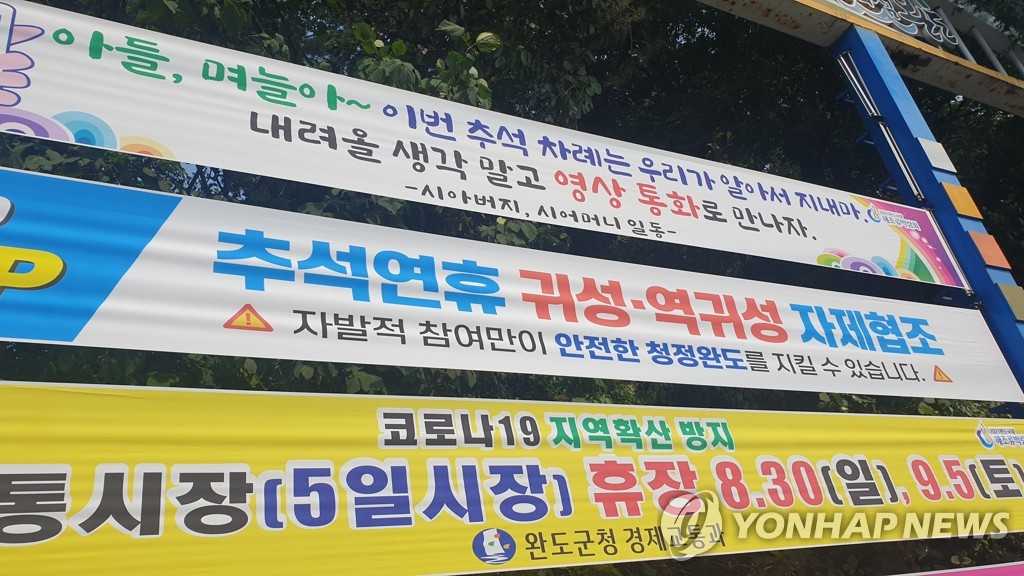 아들, 며늘아~ 이번 추석 차례는 우리가 알아서 지내마.
내려올 생각 말고 영상 통화로 만나자.
-시아버지, 시어머니 일동-
추석연휴 귀성-역귀성 자제협조
자발적 참여만이 안전한 청정완도를 지킬 수 있습니다.
코로나19 지역확산 방지
통시장(5일시장) 휴장 8.30(일), 9.5(토)
완도군청 경제교통과
YONHAP NEWS